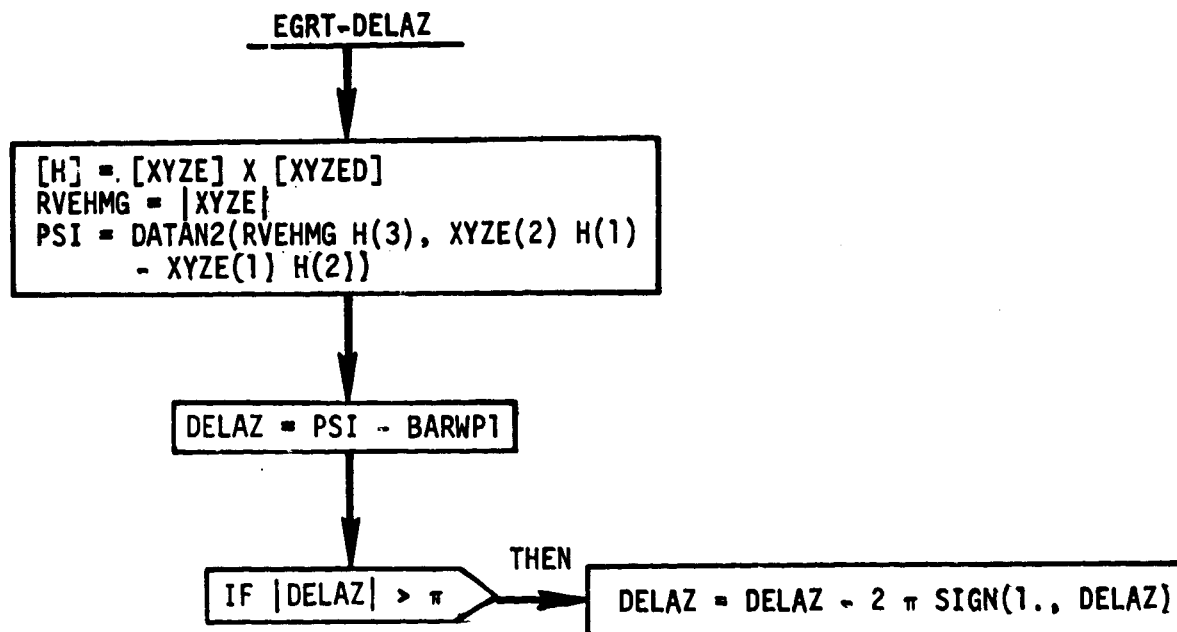 EGRT-DELAZ
[H] =. [XYZE] X [XYZED]
RVEHMG = |XYZE|
PSI = DATAN2(RVEHMG H(3), XYZE(2) H(1)
- XYZE(1) H(2))
DELAZ = PSI - BARWP1
IF |DELAZ| > π
THEN
DELAZ = DELAZ - 2 π SIGN(1., DELAZ)